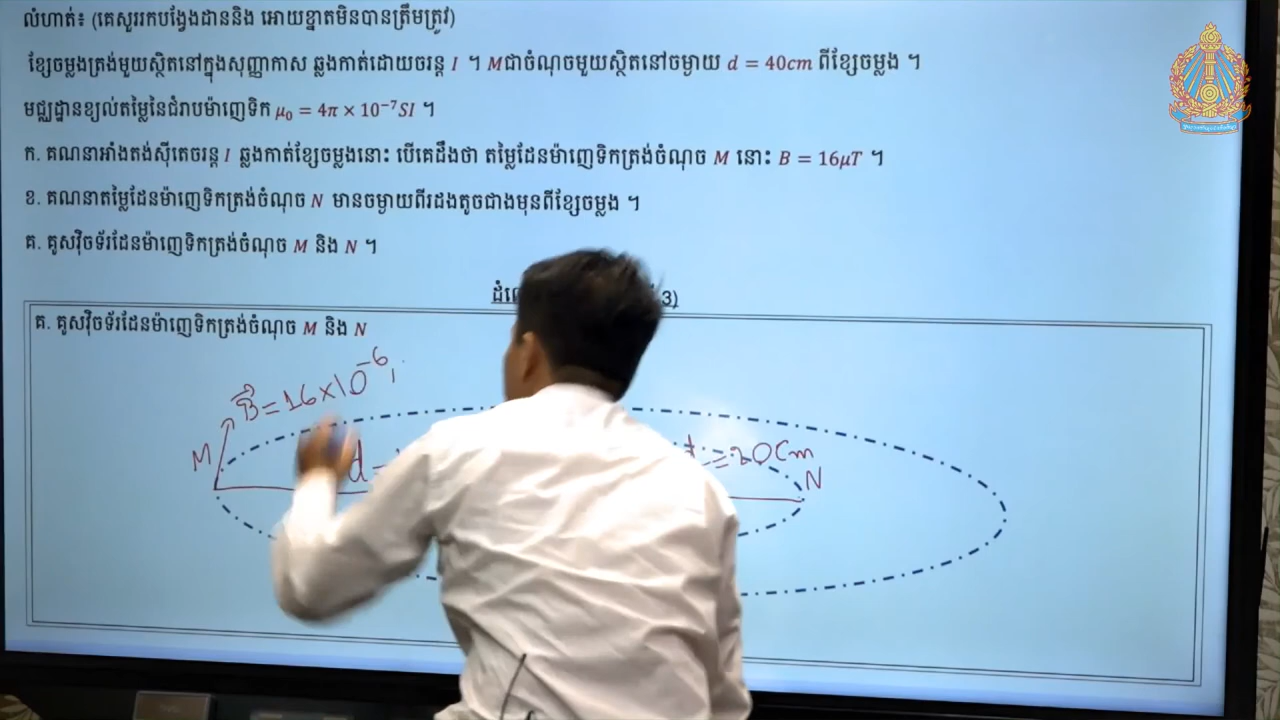 លំហាត់៖ (គេសួររកបង្វែងដាននិង អោយខ្នាតមិនបានត្រឹមត្រូវ)
ខ្សែចម្លងត្រង់មួយស្ថិតនៅក្នុងសុញ្ញាកាស ឆ្លងកាត់ដោយចរន្ត I ។ M ជាចំណុចមួយស្ថិតនៅចម្ងាយ d = 40cm ពីខ្សែចម្លង ។
មជ្ឈដ្ឋានខ្យល់តម្លៃនៃជំរាបម៉ាញេទិក μ₀ = 4π × 10⁻⁷SI ។
ក. គណនាអាំងតង់ស៊ីតេចរន្ត I ឆ្លងកាត់ខ្សែចម្លងនោះ បើគេដឹងថា តម្លៃដែនម៉ាញេទិកត្រង់ចំណុច M នោះ B = 16μT ។
ខ. គណនាតម្លៃដែនម៉ាញេទិកត្រង់ចំណុច N មានចម្ងាយពីរដងតូចជាងមុនពីខ្សែចម្លង ។
គ. គូសវ៉ិចទ័រដែនម៉ាញេទិកត្រង់ចំណុច M និង N ។
3)
គ. គូសវ៉ិចទ័រដែនម៉ាញេទិកត្រង់ចំណុច M និង N
B⃗ = 16×10⁻⁶
M d = 20cm
N